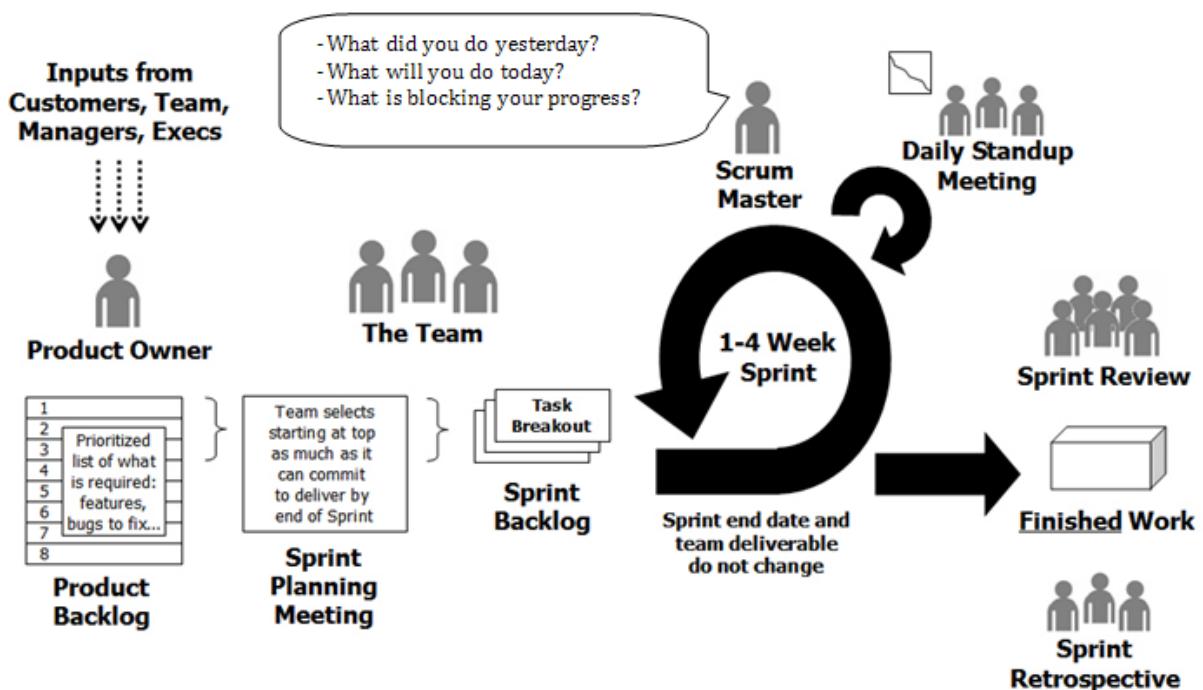 - What did you do yesterday?
- What will you do today?
- What is blocking your progress?
Inputs from
Customers, Team,
Managers, Execs
Scrum
Master
Daily Standup
Meeting
Product Owner
The Team
1-4 Week
Sprint
Sprint Review
1
2
3
4
5
6
7
8
Prioritized
list of what
is required:
features,
bugs to fix...
Product
Backlog
Team selects
starting at top
as much as it
can commit
to deliver by
end of Sprint
Sprint
Planning
Meeting
Task
Breakout
Sprint
Backlog
Sprint end date and
team deliverable
do not change
Finished Work
Sprint
Retrospective